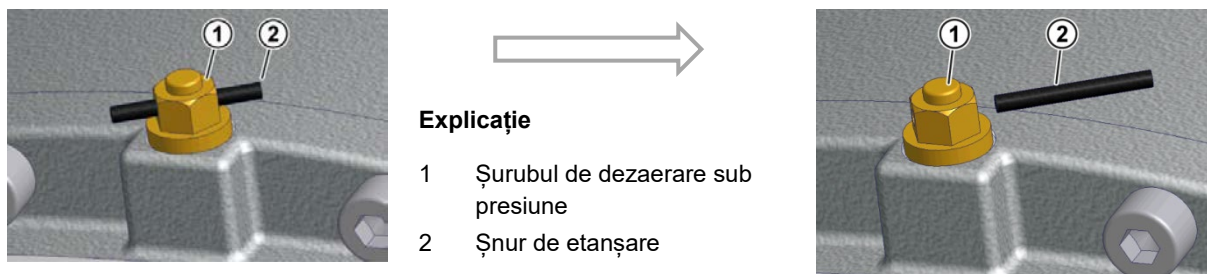 1
2
Explicație
1 Șurubul de dezaerare sub
presiune
2 Șnur de etanșare
1
2